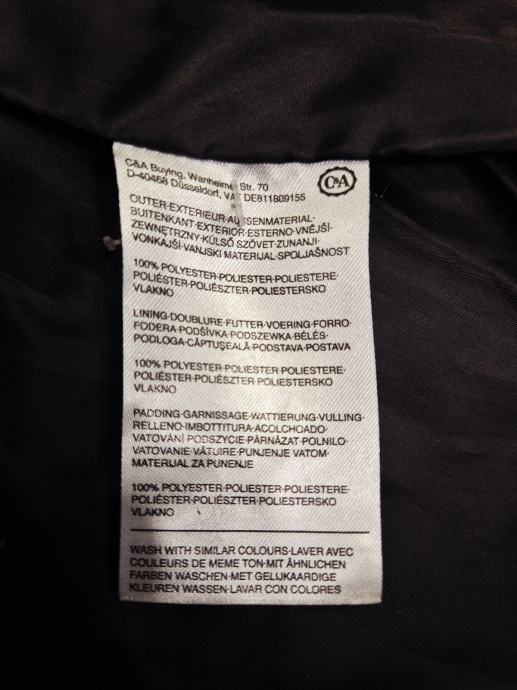 C&A Buying, Wanheimer Str. 70
D-40468 Düsseldorf, VAT DE811809155
C&A
OUTER·EXTERIEUR·AUSSENMATERIAL·
BUITENKANT·EXTERIOR·ESTERNO·VNĚJŠÍ·
ZEWNĘTRZNY·KÜLSŐ SZÖVET·ZUNANJI·
VONKAJŠÍ·VANJSKI MATERIJAL·SPOLJAŠNOST
100% POLYESTER·POLIESTER·POLIESTERE·
POLIÉSTER·POLIÉSZTER·POLIESTERSKO
VLAKNO
LINING·DOUBLURE·FUTTER·VOERING·FORRO·
FODERA·PODŠÍVKA·PODSZEWKA·BÉLÉS·
PODLOGA·CĂPTUŞEALĂ·PODSTAVA·POSTAVA
100% POLYESTER·POLIESTER·POLIESTERE·
POLIÉSTER·POLIÉSZTER·POLIESTERSKO
VLAKNO
PADDING·GARNISSAGE·WATTIERUNG·VULLING·
RELLENO·IMBOTTITURA·ACOLCHOADO·
VATOVÁNÍ·PODSZYCIE·PÁRNÁZAT·POLNILO·
VATOVANIE·VĂTUIRE·PUNJENJE VATOM·
MATERIJAL ZA PUNENJE
100% POLYESTER·POLIESTER·POLIESTERE·
POLIÉSTER·POLIÉSZTER·POLIESTERSKO
VLAKNO
WASH WITH SIMILAR COLOURS·LAVER AVEC
COULEURS DE MEME TON·MIT ÄHNLICHEN
FARBEN WASCHEN·MET GELIJKAARDIGE
KLEUREN WASSEN·LAVAR CON COLORES